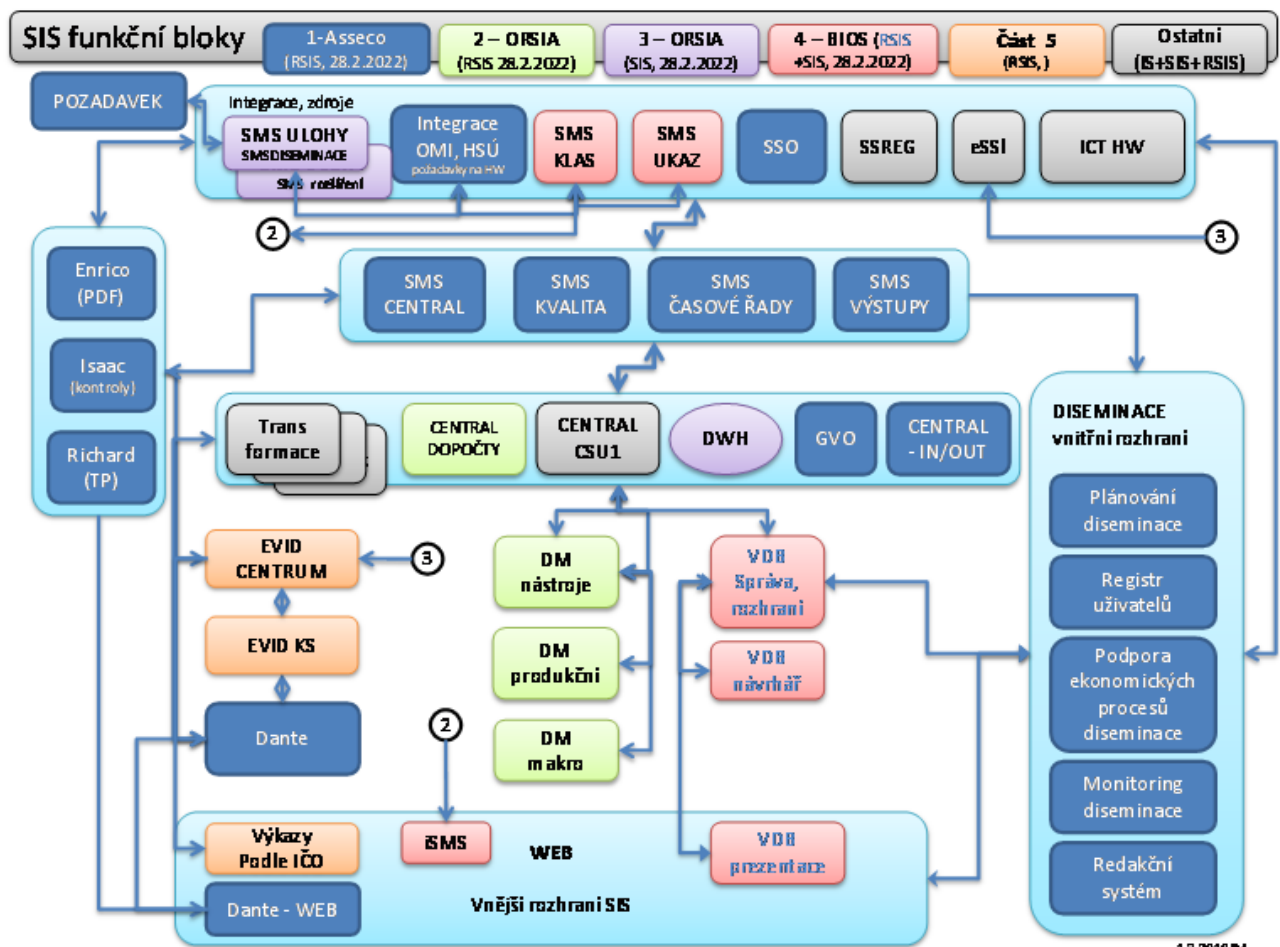 SIS funkční bloky
1-Asseco
(RSIS, 28.2.2022)
2 – ORSIA
(RSIS 28.2.2022)
3 – ORSIA
(SIS, 28.2.2022)
4 – BIOS (RSIS
+SIS, 28.2.2022)
Část 5
(RSIS, )
Ostatni
(IS+SIS+RSIS)
POZADAVEK
Integrace, zdroje
SMS ULOHY
SMS DISEMINACE
SMS rozšíření
Integrace
OMI, HSÚ
požadavky na HW
SMS
KLAS
SMS
UKAZ
SSO
SSREG
eSSI
ICT HW
2
3
Enrico
(PDF)
Isaac
(kontroly)
Richard
(TP)
SMS
CENTRAL
SMS
KVALITA
SMS
ČASOVÉ ŘADY
SMS
VÝSTUPY
Trans
formace
CENTRAL
DOPOČTY
CENTRAL
CSU1
DWH
GVO
CENTRAL
- IN/OUT
DISEMINACE
vnitřní rozhraní
Plánování
diseminace
Registr
uživatelů
Podpora
ekonomických
procesů
diseminace
Monitoring
diseminace
Redakční
systém
EVID
CENTRUM
3
EVID KS
Dante
DM
nástroje
DM
produkční
DM
makro
VDB
Správa,
rozhraní
VDB
návrhář
2
Výkazy
Podle IČO
iSMS
WEB
VDB
prezentace
Dante - WEB
Vnější rozhraní SIS